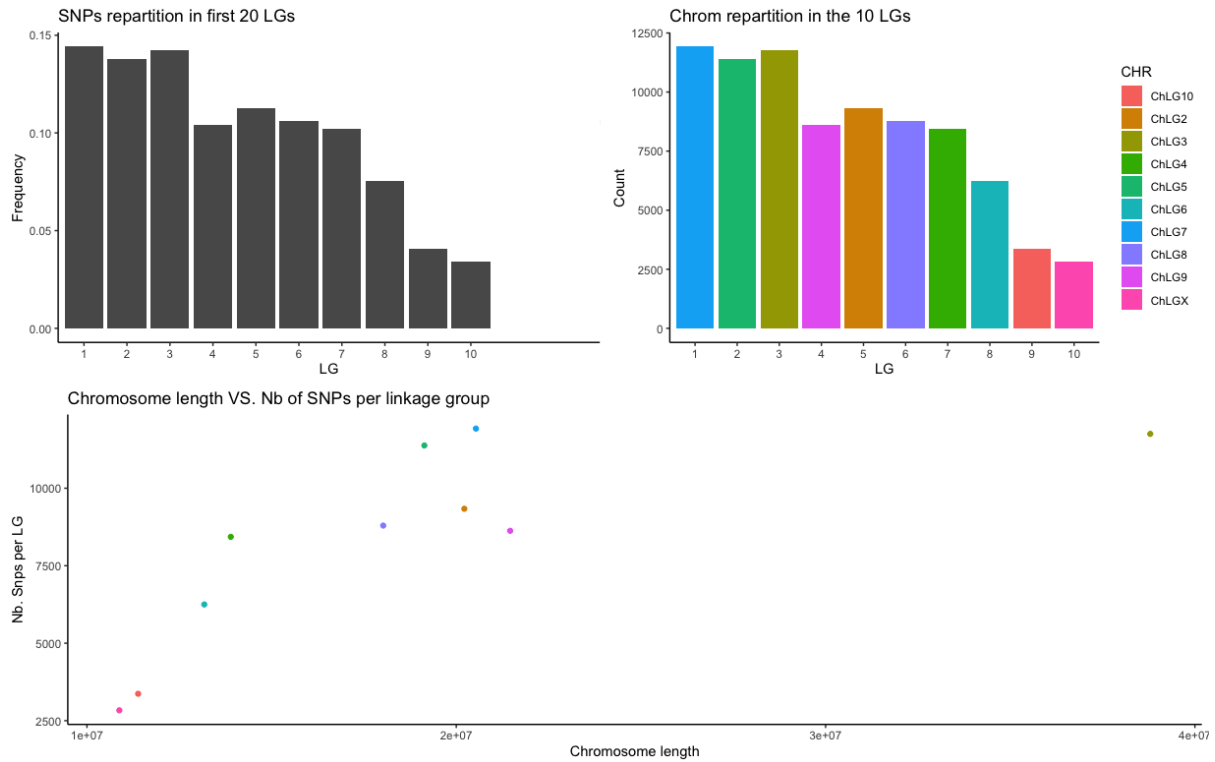 SNPs repartition in first 20 LGs
0.15
0.10
0.05
0.00
Frequency
1 2 3 4 5 6 7 8 9 10
LG
Chrom repartition in the 10 LGs
12500
10000
7500
5000
2500
0
Count
1 2 3 4 5 6 7 8 9 10
LG
CHR
ChLG10
ChLG2
ChLG3
ChLG4
ChLG5
ChLG6
ChLG7
ChLG8
ChLG9
ChLGX
Chromosome length VS. Nb of SNPs per linkage group
10000
7500
5000
2500
Nb. Snps per LG
1e+07 2e+07 3e+07 4e+07
Chromosome length